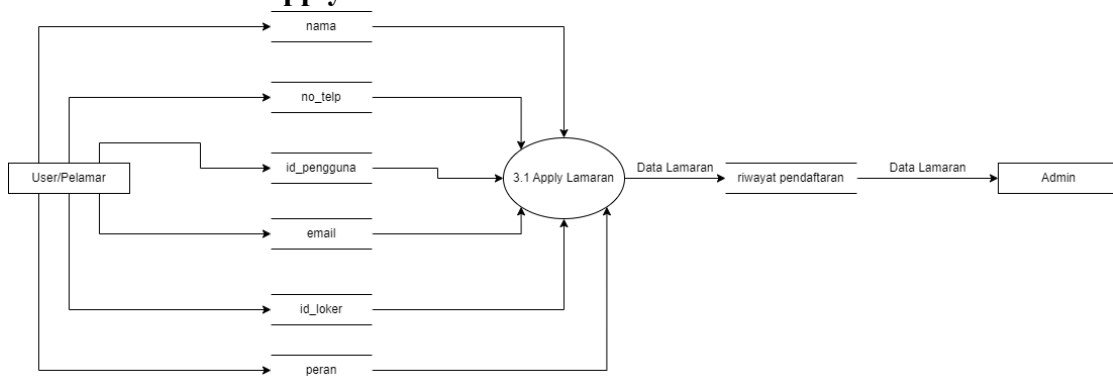 nama
no_telp
User/Pelamar
id_pengguna
3.1 Apply Lamaran
Data Lamaran
riwayat pendaftaran
Data Lamaran
Admin
email
id_loker
peran